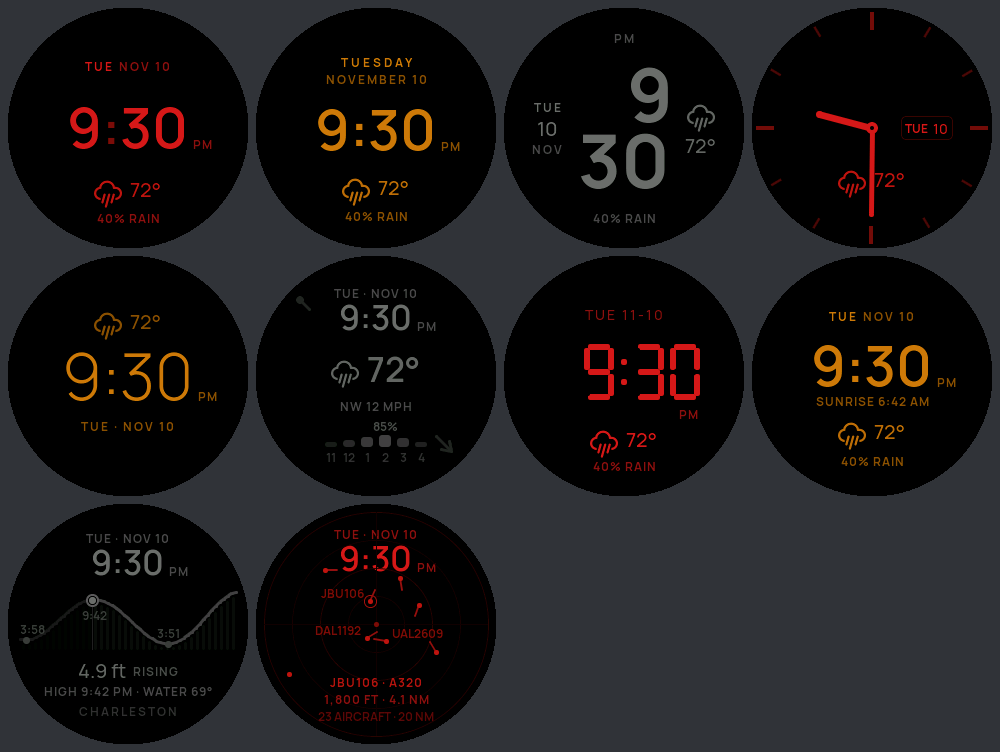 TUE NOV 10
9:30 PM
72°
40% RAIN
TUESDAY
NOVEMBER 10
9:30 PM
72°
40% RAIN
PM
TUE
10
NOV
9
30
72°
40% RAIN
TUE 10
72°
72°
9:30 PM
TUE · NOV 10
TUE · NOV 10
9:30 PM
72°
NW 12 MPH
85%
11 12 1 2 3 4
TUE 11-10
9:30
PM
72°
40% RAIN
TUE NOV 10
9:30 PM
SUNRISE 6:42 AM
72°
40% RAIN
TUE · NOV 10
9:30 PM
9:42
3:58
3:51
4.9 ft RISING
HIGH 9:42 PM · WATER 69°
CHARLESTON
TUE · NOV 10
9:30 PM
JBU106
DAL1192
UAL2609
JBU106 · A320
1,800 FT · 4.1 NM
23 AIRCRAFT · 20 NM